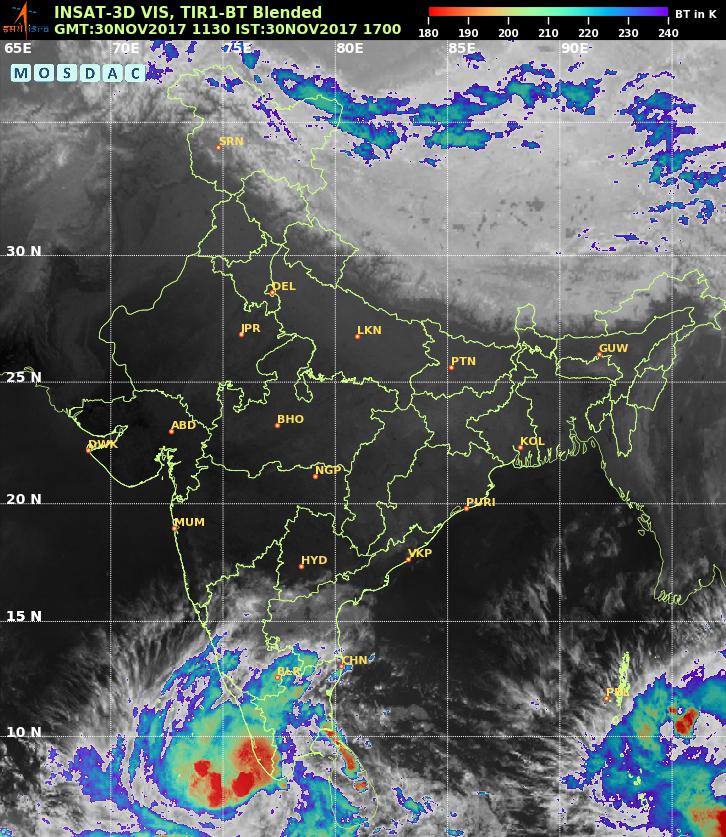 INSAT-3D VIS, TIR1-BT Blended
GMT:30NOV2017 1130 IST:30NOV2017 1700
BT in K
180 190 200 210 220 230 240
65E 70E 75E 80E 85E 90E
MOSDAC
SRN
30 N
DEL
JPR LKN
GUW
PTN
25 N
ABD BHO
DWK KOL
NGP
20 N
PURI
MUM
VKP
HYD
15 N
CHN
BLR
PBL
10 N